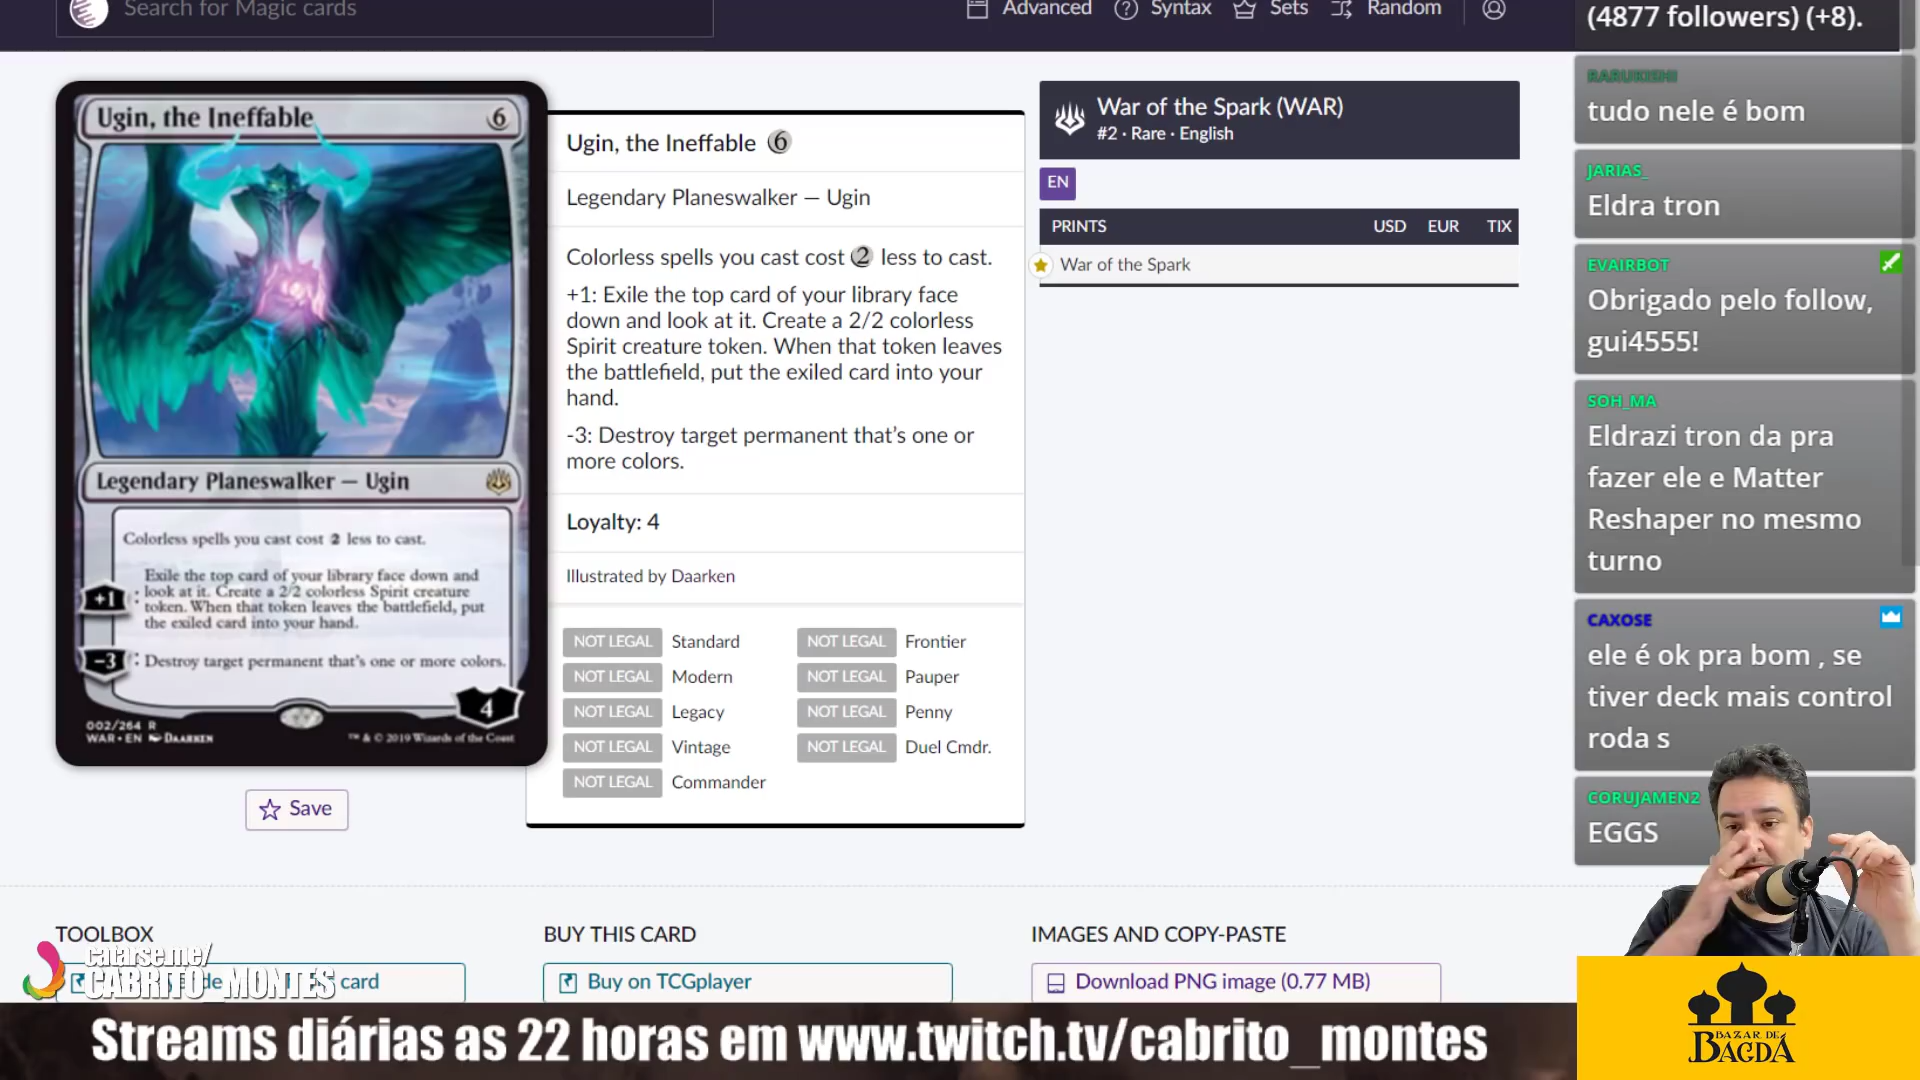 Search for Magic cards
Advanced
Syntax
Sets
Random
Ugin, the Ineffable 6
Legendary Planeswalker — Ugin
Colorless spells you cast cost 2 less to cast.
+1: Exile the top card of your library face down and
look at it. Create a 2/2 colorless Spirit creature
token. When that token leaves the battlefield, put
the exiled card into your hand.
-3: Destroy target permanent that's one or more colors.
4
002/264 R
WAR • EN DAARKEN
™ & © 2019 Wizards of the Coast
Save
Ugin, the Ineffable 6
Legendary Planeswalker — Ugin
Colorless spells you cast cost 2 less to cast.
+1: Exile the top card of your library face
down and look at it. Create a 2/2 colorless
Spirit creature token. When that token leaves
the battlefield, put the exiled card into your
hand.
-3: Destroy target permanent that's one or
more colors.
Loyalty: 4
Illustrated by Daarken
NOT LEGAL Standard NOT LEGAL Frontier
NOT LEGAL Modern NOT LEGAL Pauper
NOT LEGAL Legacy NOT LEGAL Penny
NOT LEGAL Vintage NOT LEGAL Duel Cmdr.
NOT LEGAL Commander
War of the Spark (WAR)
#2 · Rare · English
EN
PRINTS USD EUR TIX
War of the Spark
TOOLBOX
card
BUY THIS CARD
Buy on TCGplayer
IMAGES AND COPY-PASTE
Download PNG image (0.77 MB)
catarse.me/
CABRITO_MONTES
Streams diárias as 22 horas em www.twitch.tv/cabrito_montes
(4877 followers) (+8).
RARUKISHI
tudo nele é bom
JARIAS_
Eldra tron
EVAIRBOT
Obrigado pelo follow,
gui4555!
SOH_MA
Eldrazi tron da pra
fazer ele e Matter
Reshaper no mesmo
turno
CAXOSE
ele é ok pra bom , se
tiver deck mais control
roda s
CORUJAMEN2
EGGS
BAZAR DE
BAGDÁ